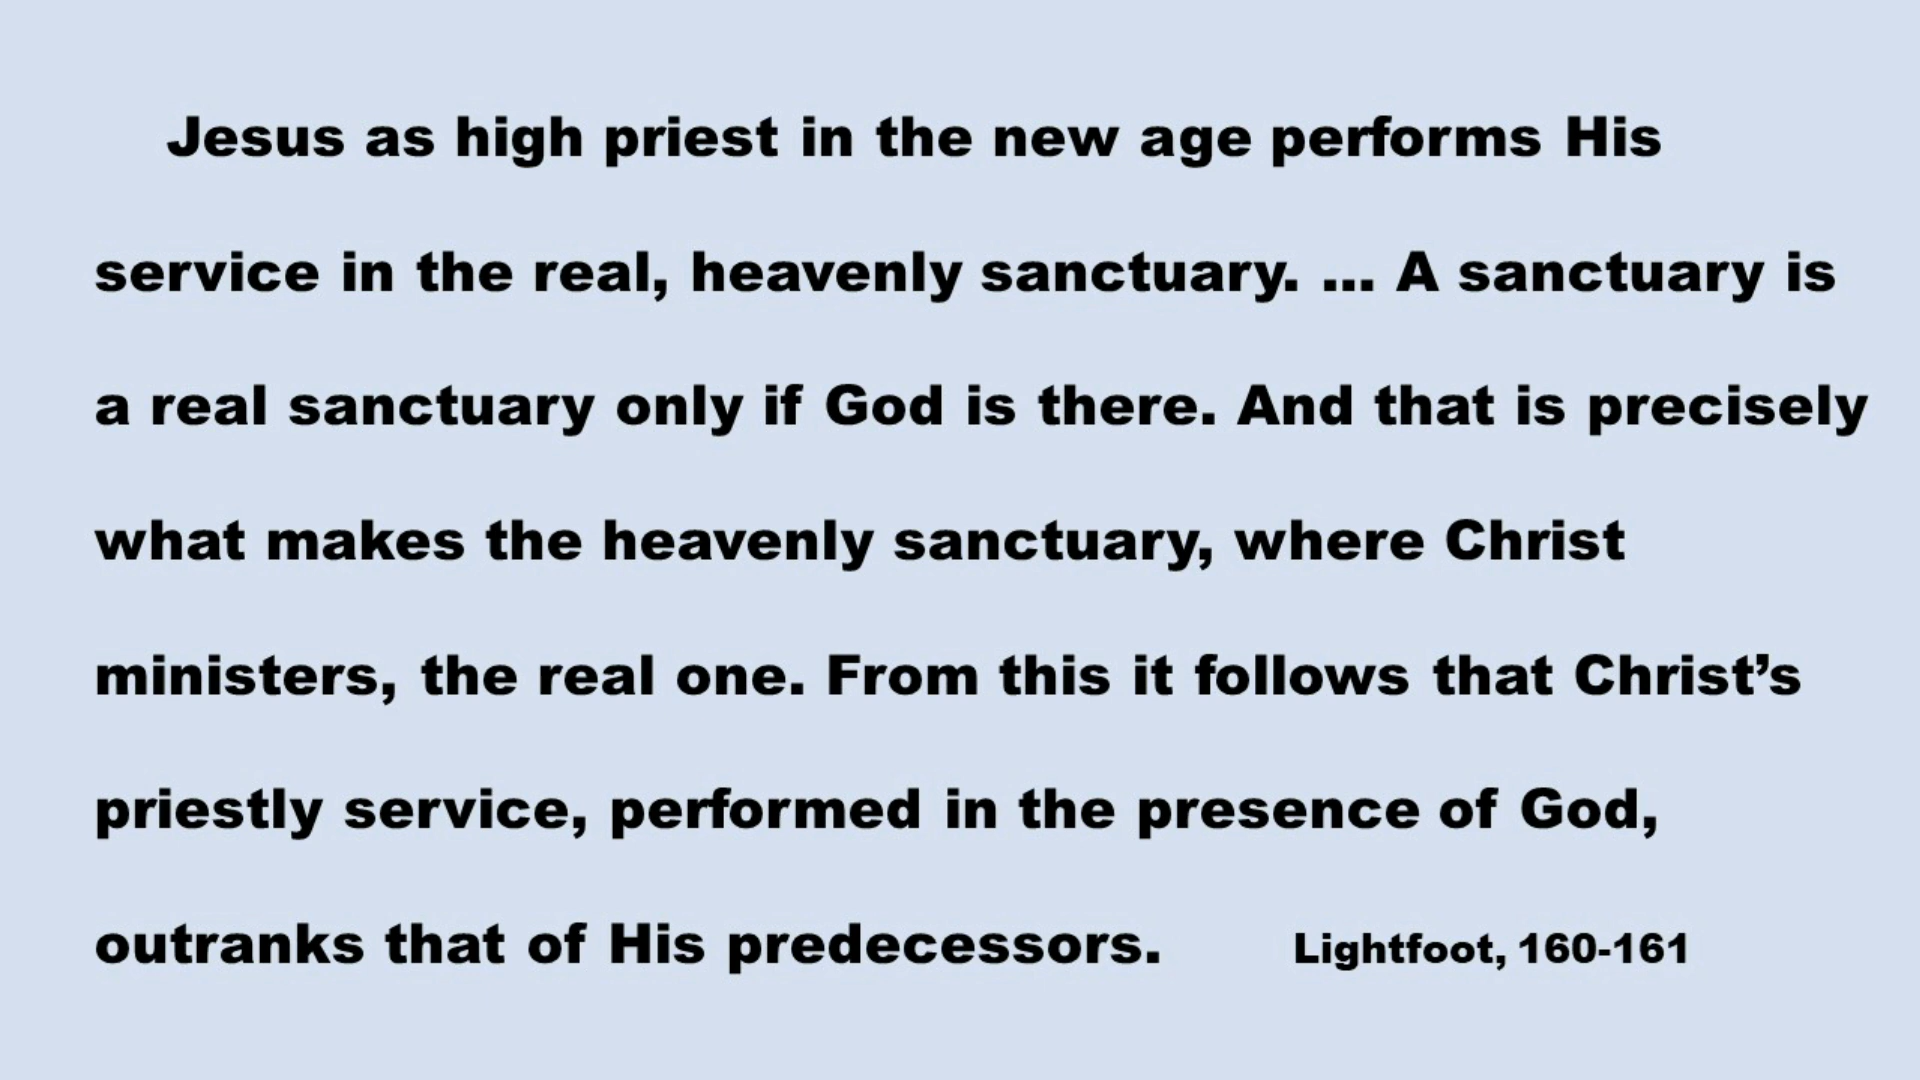 Jesus as high priest in the new age performs His
service in the real, heavenly sanctuary. ... A sanctuary is
a real sanctuary only if God is there. And that is precisely
what makes the heavenly sanctuary, where Christ
ministers, the real one. From this it follows that Christ’s
priestly service, performed in the presence of God,
outranks that of His predecessors. Lightfoot, 160-161